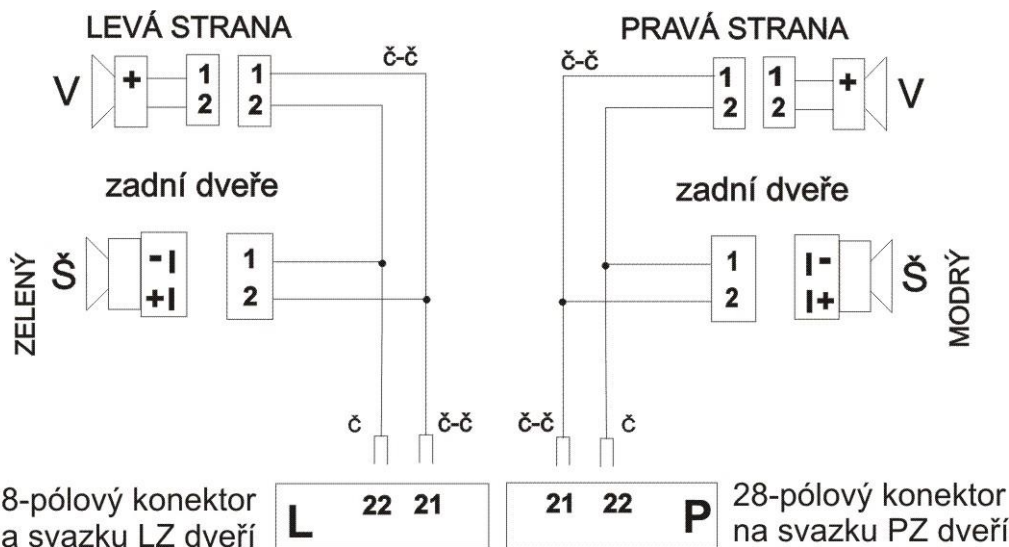 LEVÁ STRANA
PRAVÁ STRANA
č-č
č-č
V
+
1
1
1
1
+
V
2
2
2
2
zadní dveře
zadní dveře
ZELENÝ
Š
-I
1
1
I-
Š
MODRÝ
+I
2
2
I+
č
č-č
č-č
č
8-pólový konektor
L
22
21
21
22
P
28-pólový konektor
a svazku LZ dveří
na svazku PZ dveří